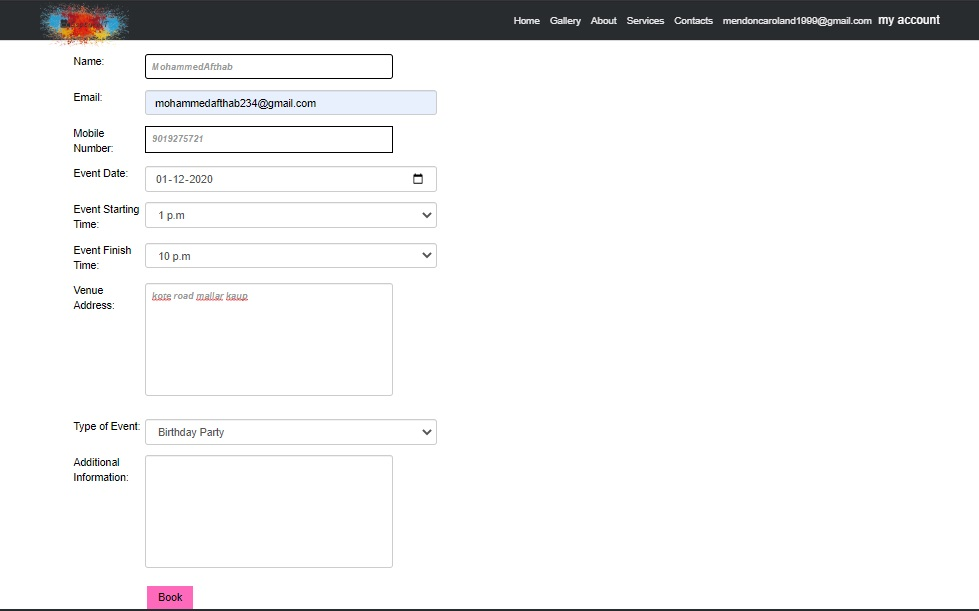 Home Gallery About Services Contacts mendoncaroland1999@gmail.com my account
Name: MohammedAfthab
Email: mohammedafthab234@gmail.com
Mobile
Number: 9019275721
Event Date: 01-12-2020
Event Starting
Time: 1 p.m
Event Finish
Time: 10 p.m
Venue
Address: kote road mallar kaup
Type of Event: Birthday Party
Additional
Information:
Book